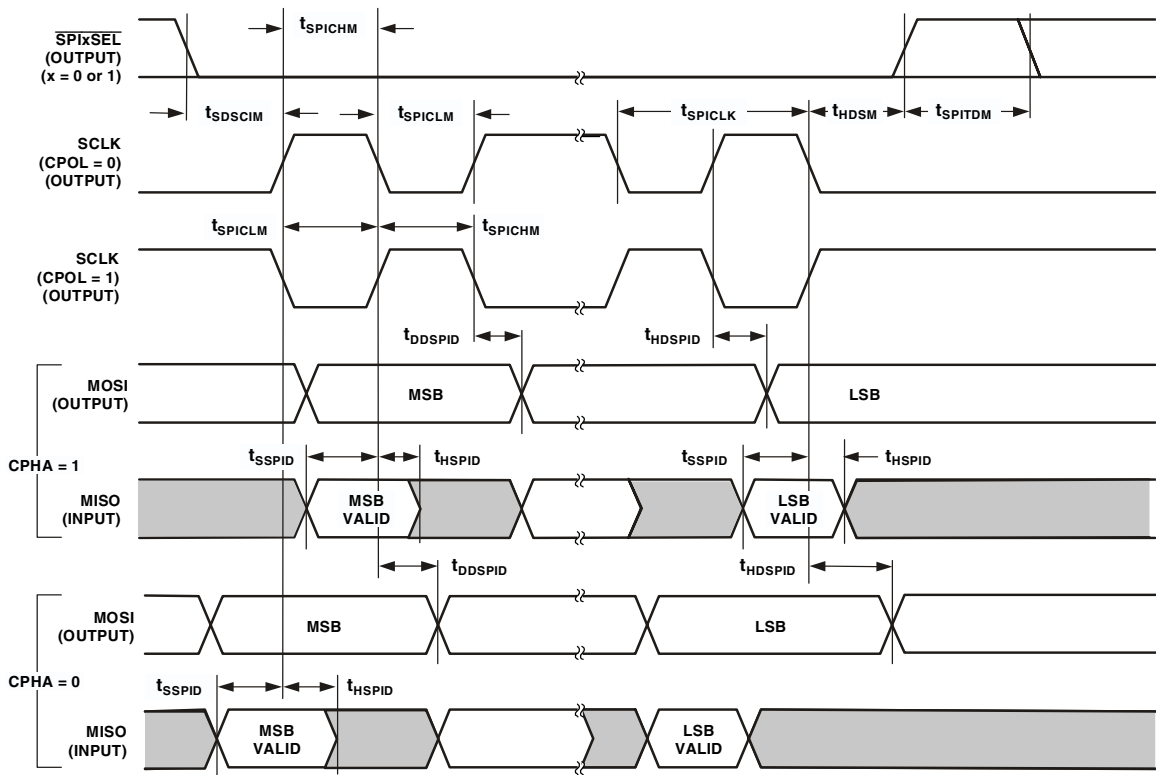 tSPICHM
SPIxSEL
(OUTPUT)
(x = 0 or 1)
tSDSCIM
tSPICLM
tSPICLK
tHDSM
tSPITDM
SCLK
(CPOL = 0)
(OUTPUT)
tSPICLM
tSPICHM
SCLK
(CPOL = 1)
(OUTPUT)
tDDSPID
tHDSPID
MOSI
(OUTPUT)
MSB
LSB
CPHA = 1
tSSPID
tHSPID
tSSPID
tHSPID
MISO
(INPUT)
MSB
VALID
LSB
VALID
tDDSPID
tHDSPID
MOSI
(OUTPUT)
MSB
LSB
CPHA = 0
tSSPID
tHSPID
MISO
(INPUT)
MSB
VALID
LSB
VALID